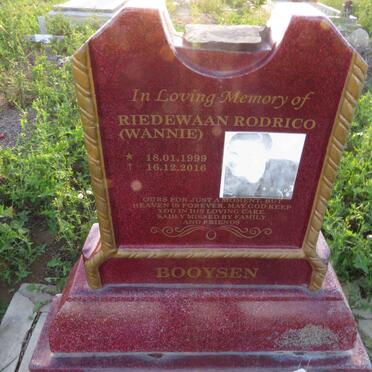 In Loving Memory of
RIEDEWAAN RODRICO
(WANNIE)
* 18.01.1999
† 16.12.2016
OURS FOR JUST A MOMENT, BUT
HEAVEN IS FOREVER. MAY GOD KEEP
YOU IN HIS LOVING CARE.
SADLY MISSED BY FAMILY
AND FRIENDS
BOOYSEN